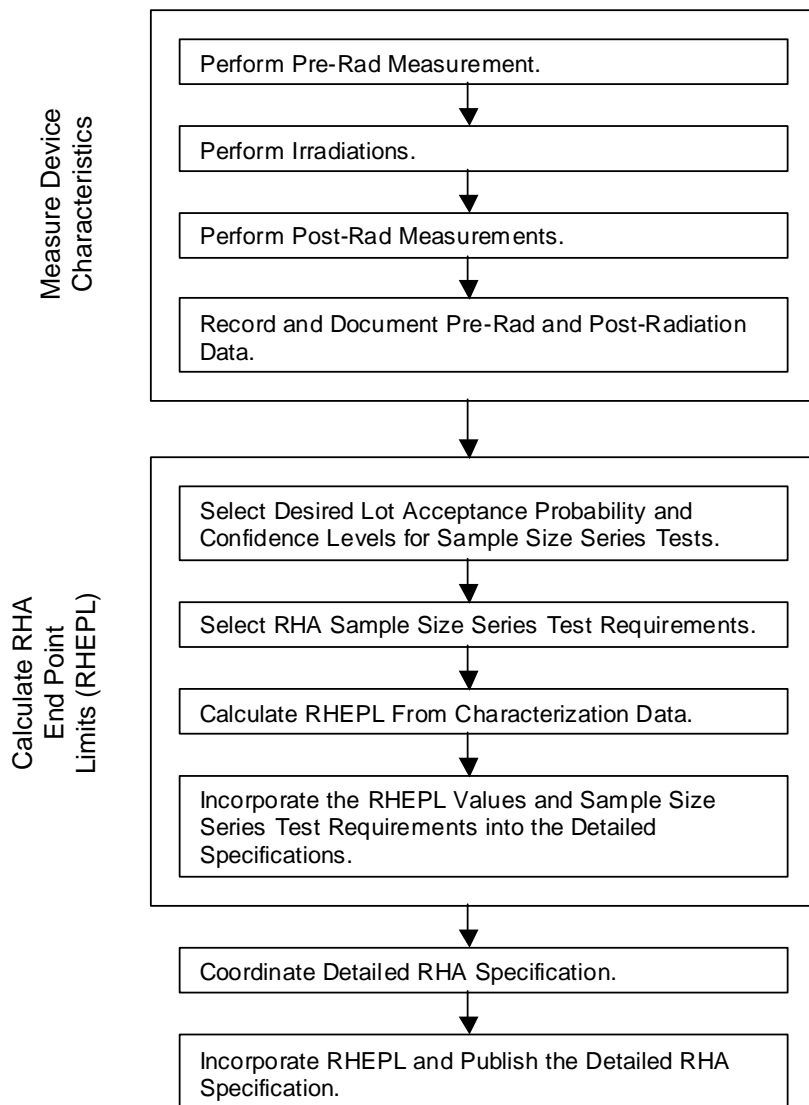 Measure Device
Characteristics
Perform Pre-Rad Measurement.
Perform Irradiations.
Perform Post-Rad Measurements.
Record and Document Pre-Rad and Post-Radiation
Data.
Calculate RHA
End Point
Limits (RHEPL)
Select Desired Lot Acceptance Probability and
Confidence Levels for Sample Size Series Tests.
Select RHA Sample Size Series Test Requirements.
Calculate RHEPL From Characterization Data.
Incorporate the RHEPL Values and Sample Size
Series Test Requirements into the Detailed
Specifications.
Coordinate Detailed RHA Specification.
Incorporate RHEPL and Publish the Detailed RHA
Specification.